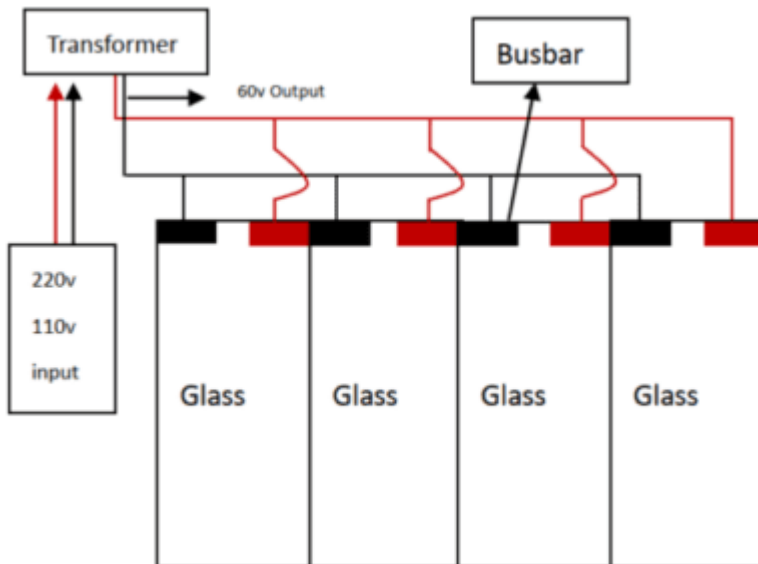 Transformer
Busbar
60v Output
220v
110v
input
Glass
Glass
Glass
Glass